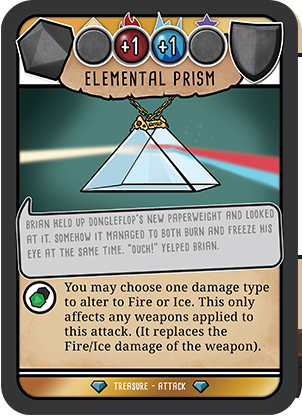 +1 +1
ELEMENTAL PRISM
BRIAN HELD UP DONGLEFLOP'S NEW PAPERWEIGHT AND LOOKED
AT IT. SOMEHOW IT MANAGED TO BOTH BURN AND FREEZE HIS
EYE AT THE SAME TIME. "OUCH!" YELPED BRIAN.
You may choose one damage type
to alter to Fire or Ice. This only
affects any weapons applied to
this attack. (It replaces the
Fire/Ice damage of the weapon).
TREASURE - ATTACK